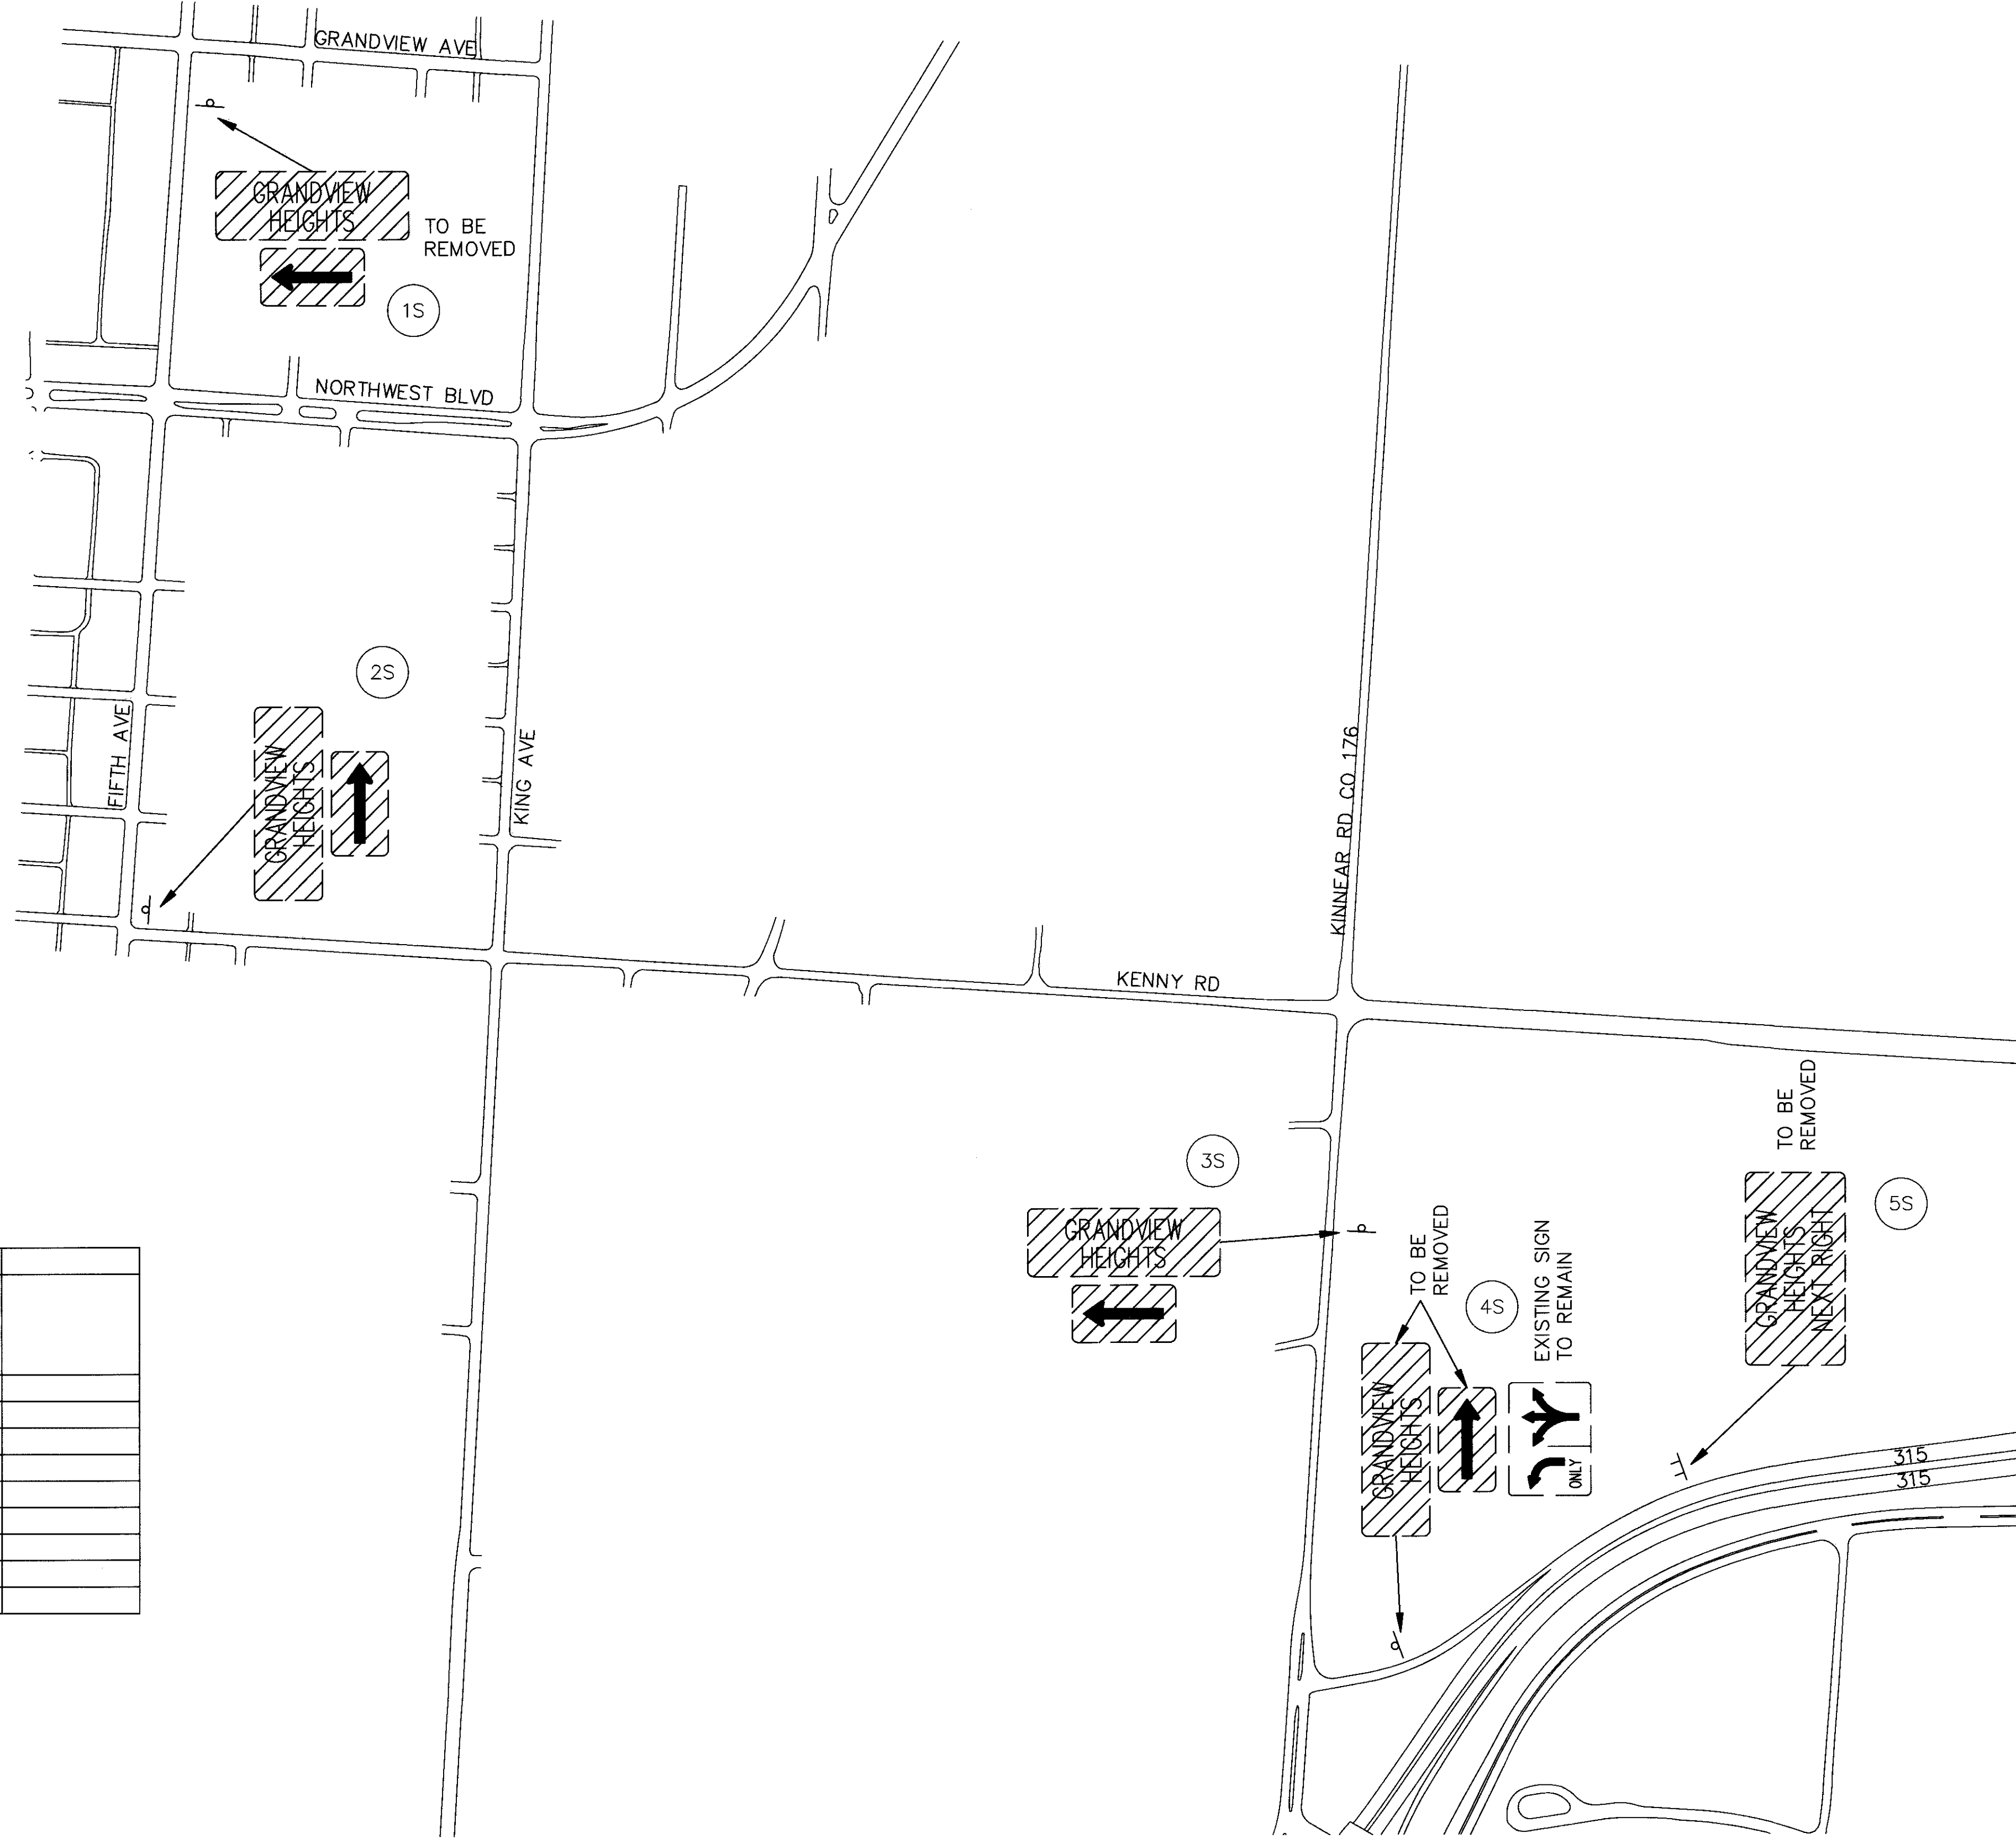 GRANDVIEW AVE
GRANDVIEW
HEIGHTS
TO BE
REMOVED
1S
NORTHWEST BLVD
2S
GRANDVIEW
HEIGHTS
FIFTH AVE
KING AVE
KINNEAR RD CO 176
KENNY RD
3S
GRANDVIEW
HEIGHTS
TO BE
REMOVED
4S
GRANDVIEW
HEIGHTS
EXISTING SIGN
TO REMAIN
ONLY
TO BE
REMOVED
5S
GRANDVIEW
HEIGHTS
NEXT RIGHT
315
315